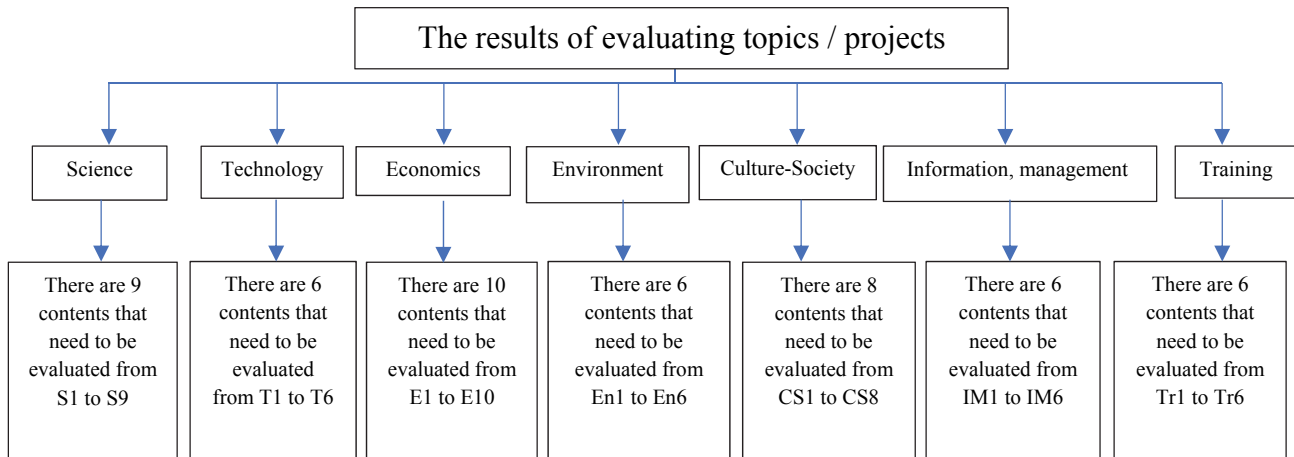 The results of evaluating topics / projects
Science
Technology
Economics
Environment
Culture-Society
Information, management
Training
There are 9
contents that
need to be
evaluated from
S1 to S9
There are 6
contents that
need to be
evaluated
from T1 to T6
There are 10
contents that
need to be
evaluated from
E1 to E10
There are 6
contents that
need to be
evaluated from
En1 to En6
There are 8
contents that
need to be
evaluated from
CS1 to CS8
There are 6
contents that
need to be
evaluated from
IM1 to IM6
There are 6
contents that
need to be
evaluated from
Tr1 to Tr6